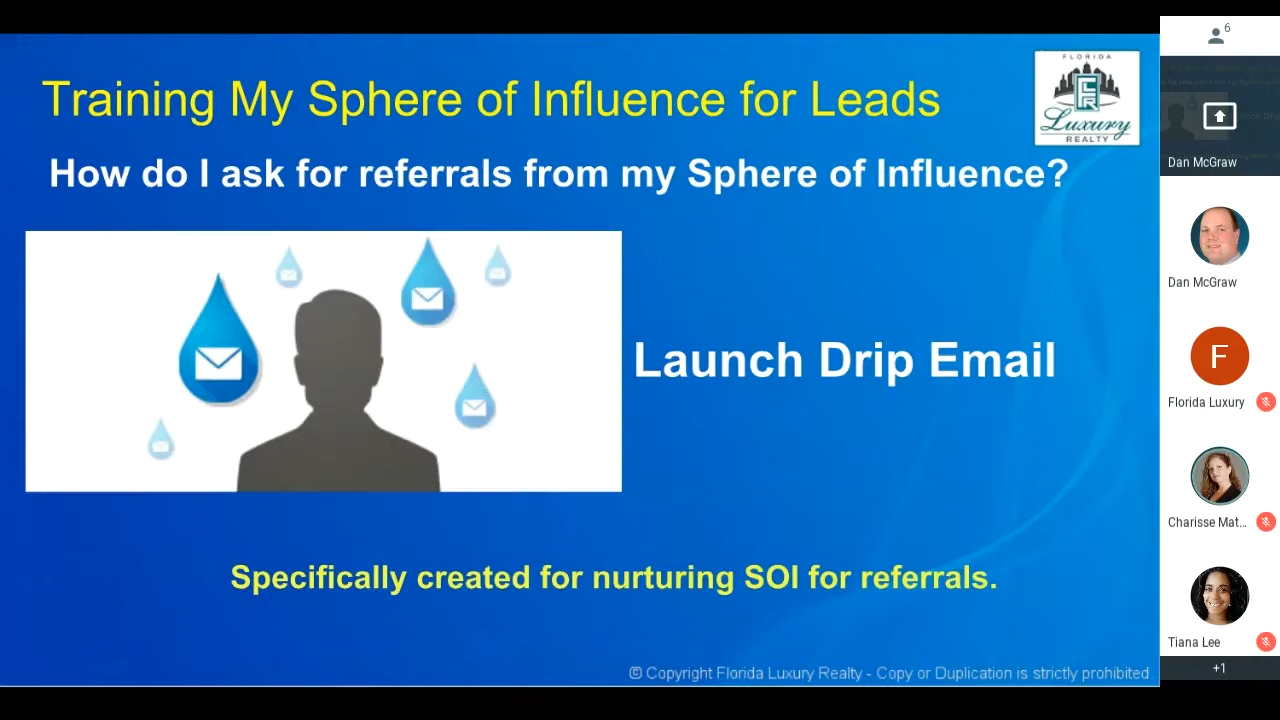 Training My Sphere of Influence for Leads
FLORIDA
Luxury
REALTY
How do I ask for referrals from my Sphere of Influence?
Launch Drip Email
Specifically created for nurturing SOI for referrals.
© Copyright Florida Luxury Realty - Copy or Duplication is strictly prohibited.
6
Dan McGraw
Dan McGraw
F
Florida Luxury
Charisse Mat...
Tiana Lee
+1